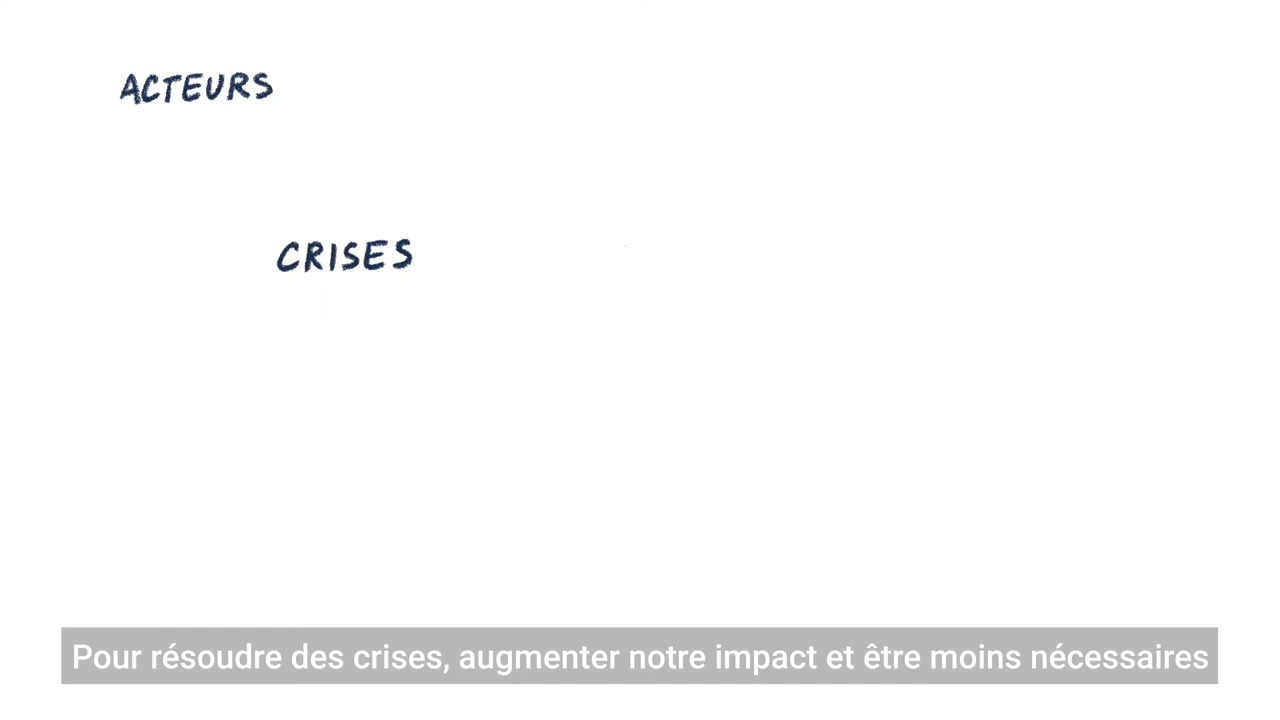 ACTEURS
CRISES
Pour résoudre des crises, augmenter notre impact et être moins nécessaires